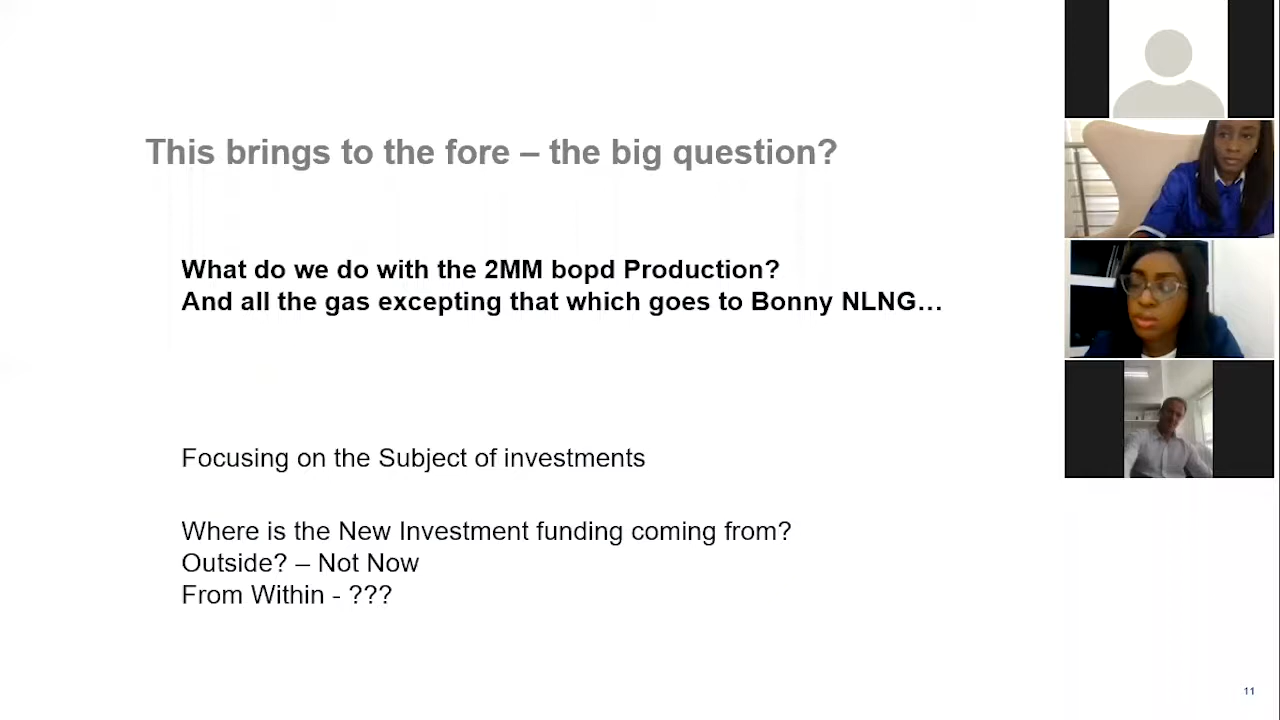 This brings to the fore – the big question?
What do we do with the 2MM bopd Production?
And all the gas excepting that which goes to Bonny NLNG…
Focusing on the Subject of investments
Where is the New Investment funding coming from?
Outside? – Not Now
From Within - ???
11